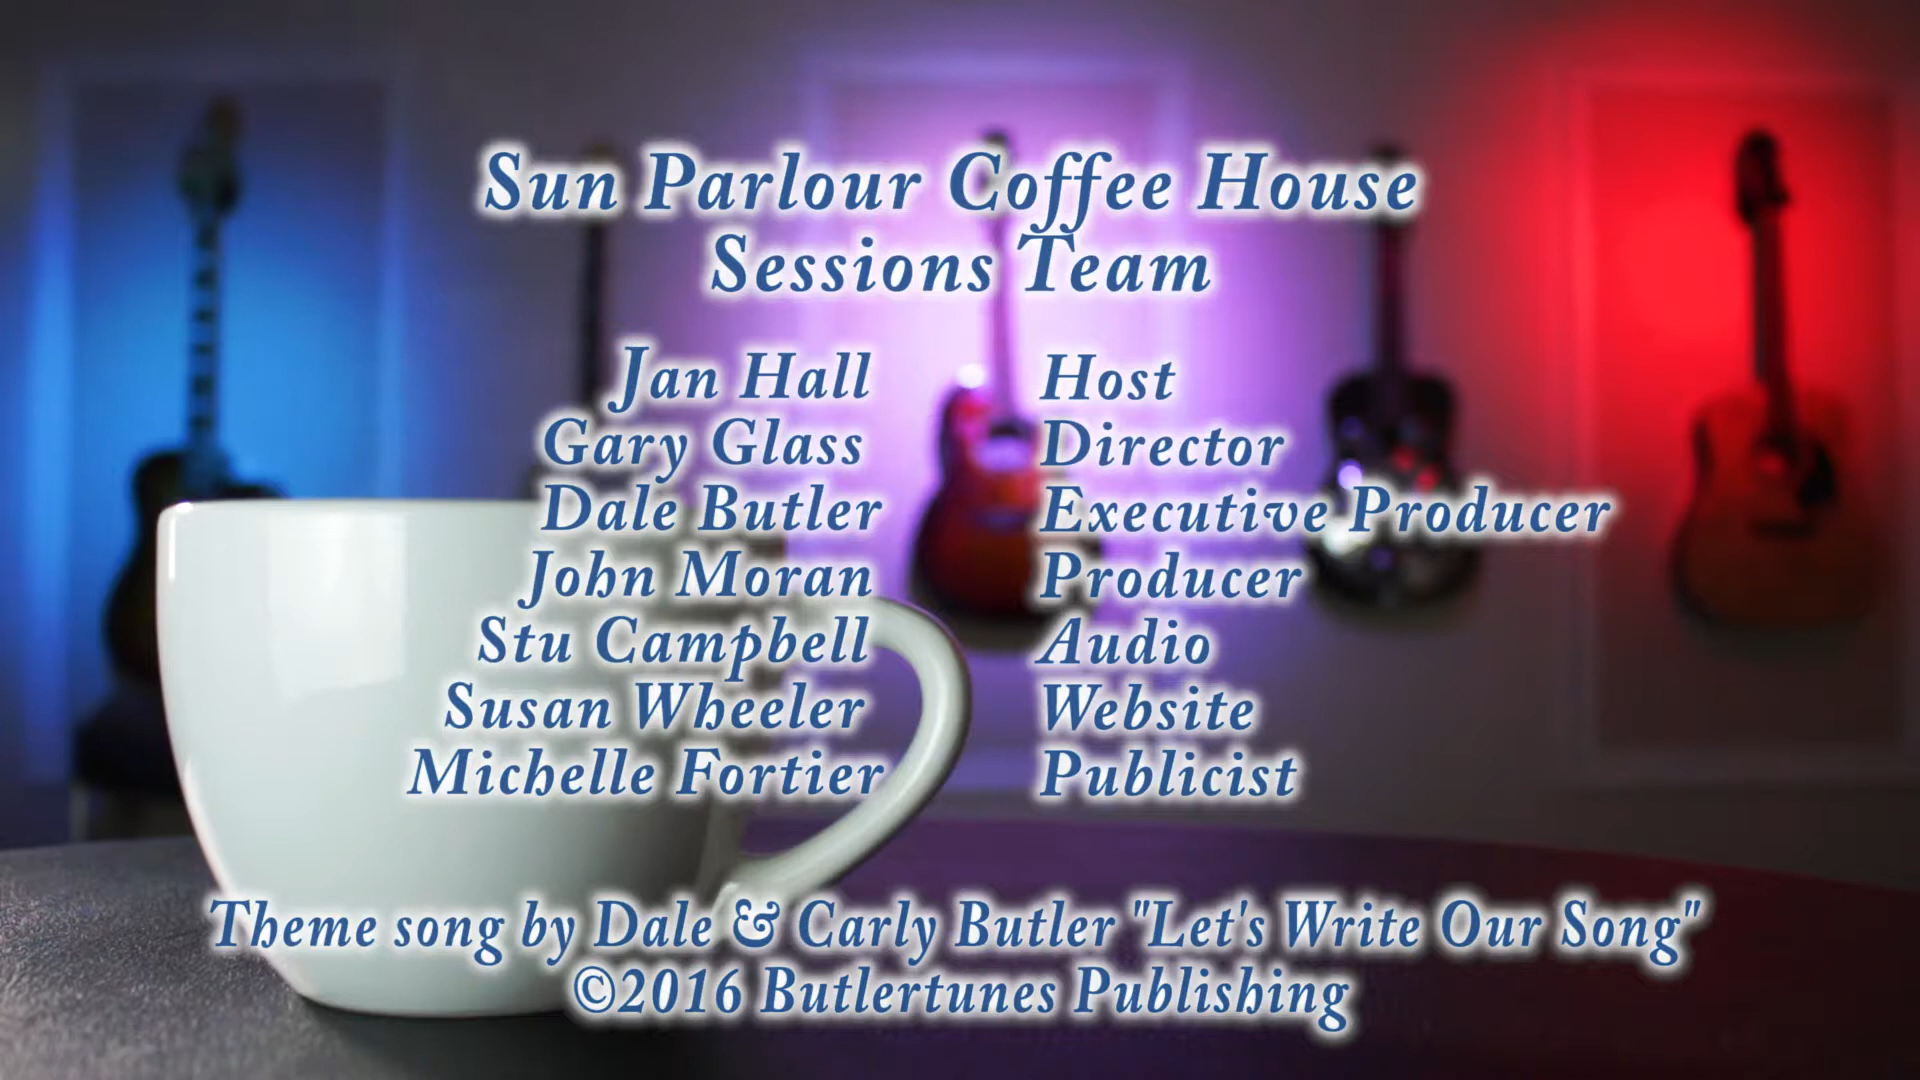 Sun Parlour Coffee House
Sessions Team
Jan Hall Host
Gary Glass Director
Dale Butler Executive Producer
John Moran Producer
Stu Campbell Audio
Susan Wheeler Website
Michelle Fortier Publicist
Theme song by Dale & Carly Butler "Let's Write Our Song"
©2016 Butlertunes Publishing